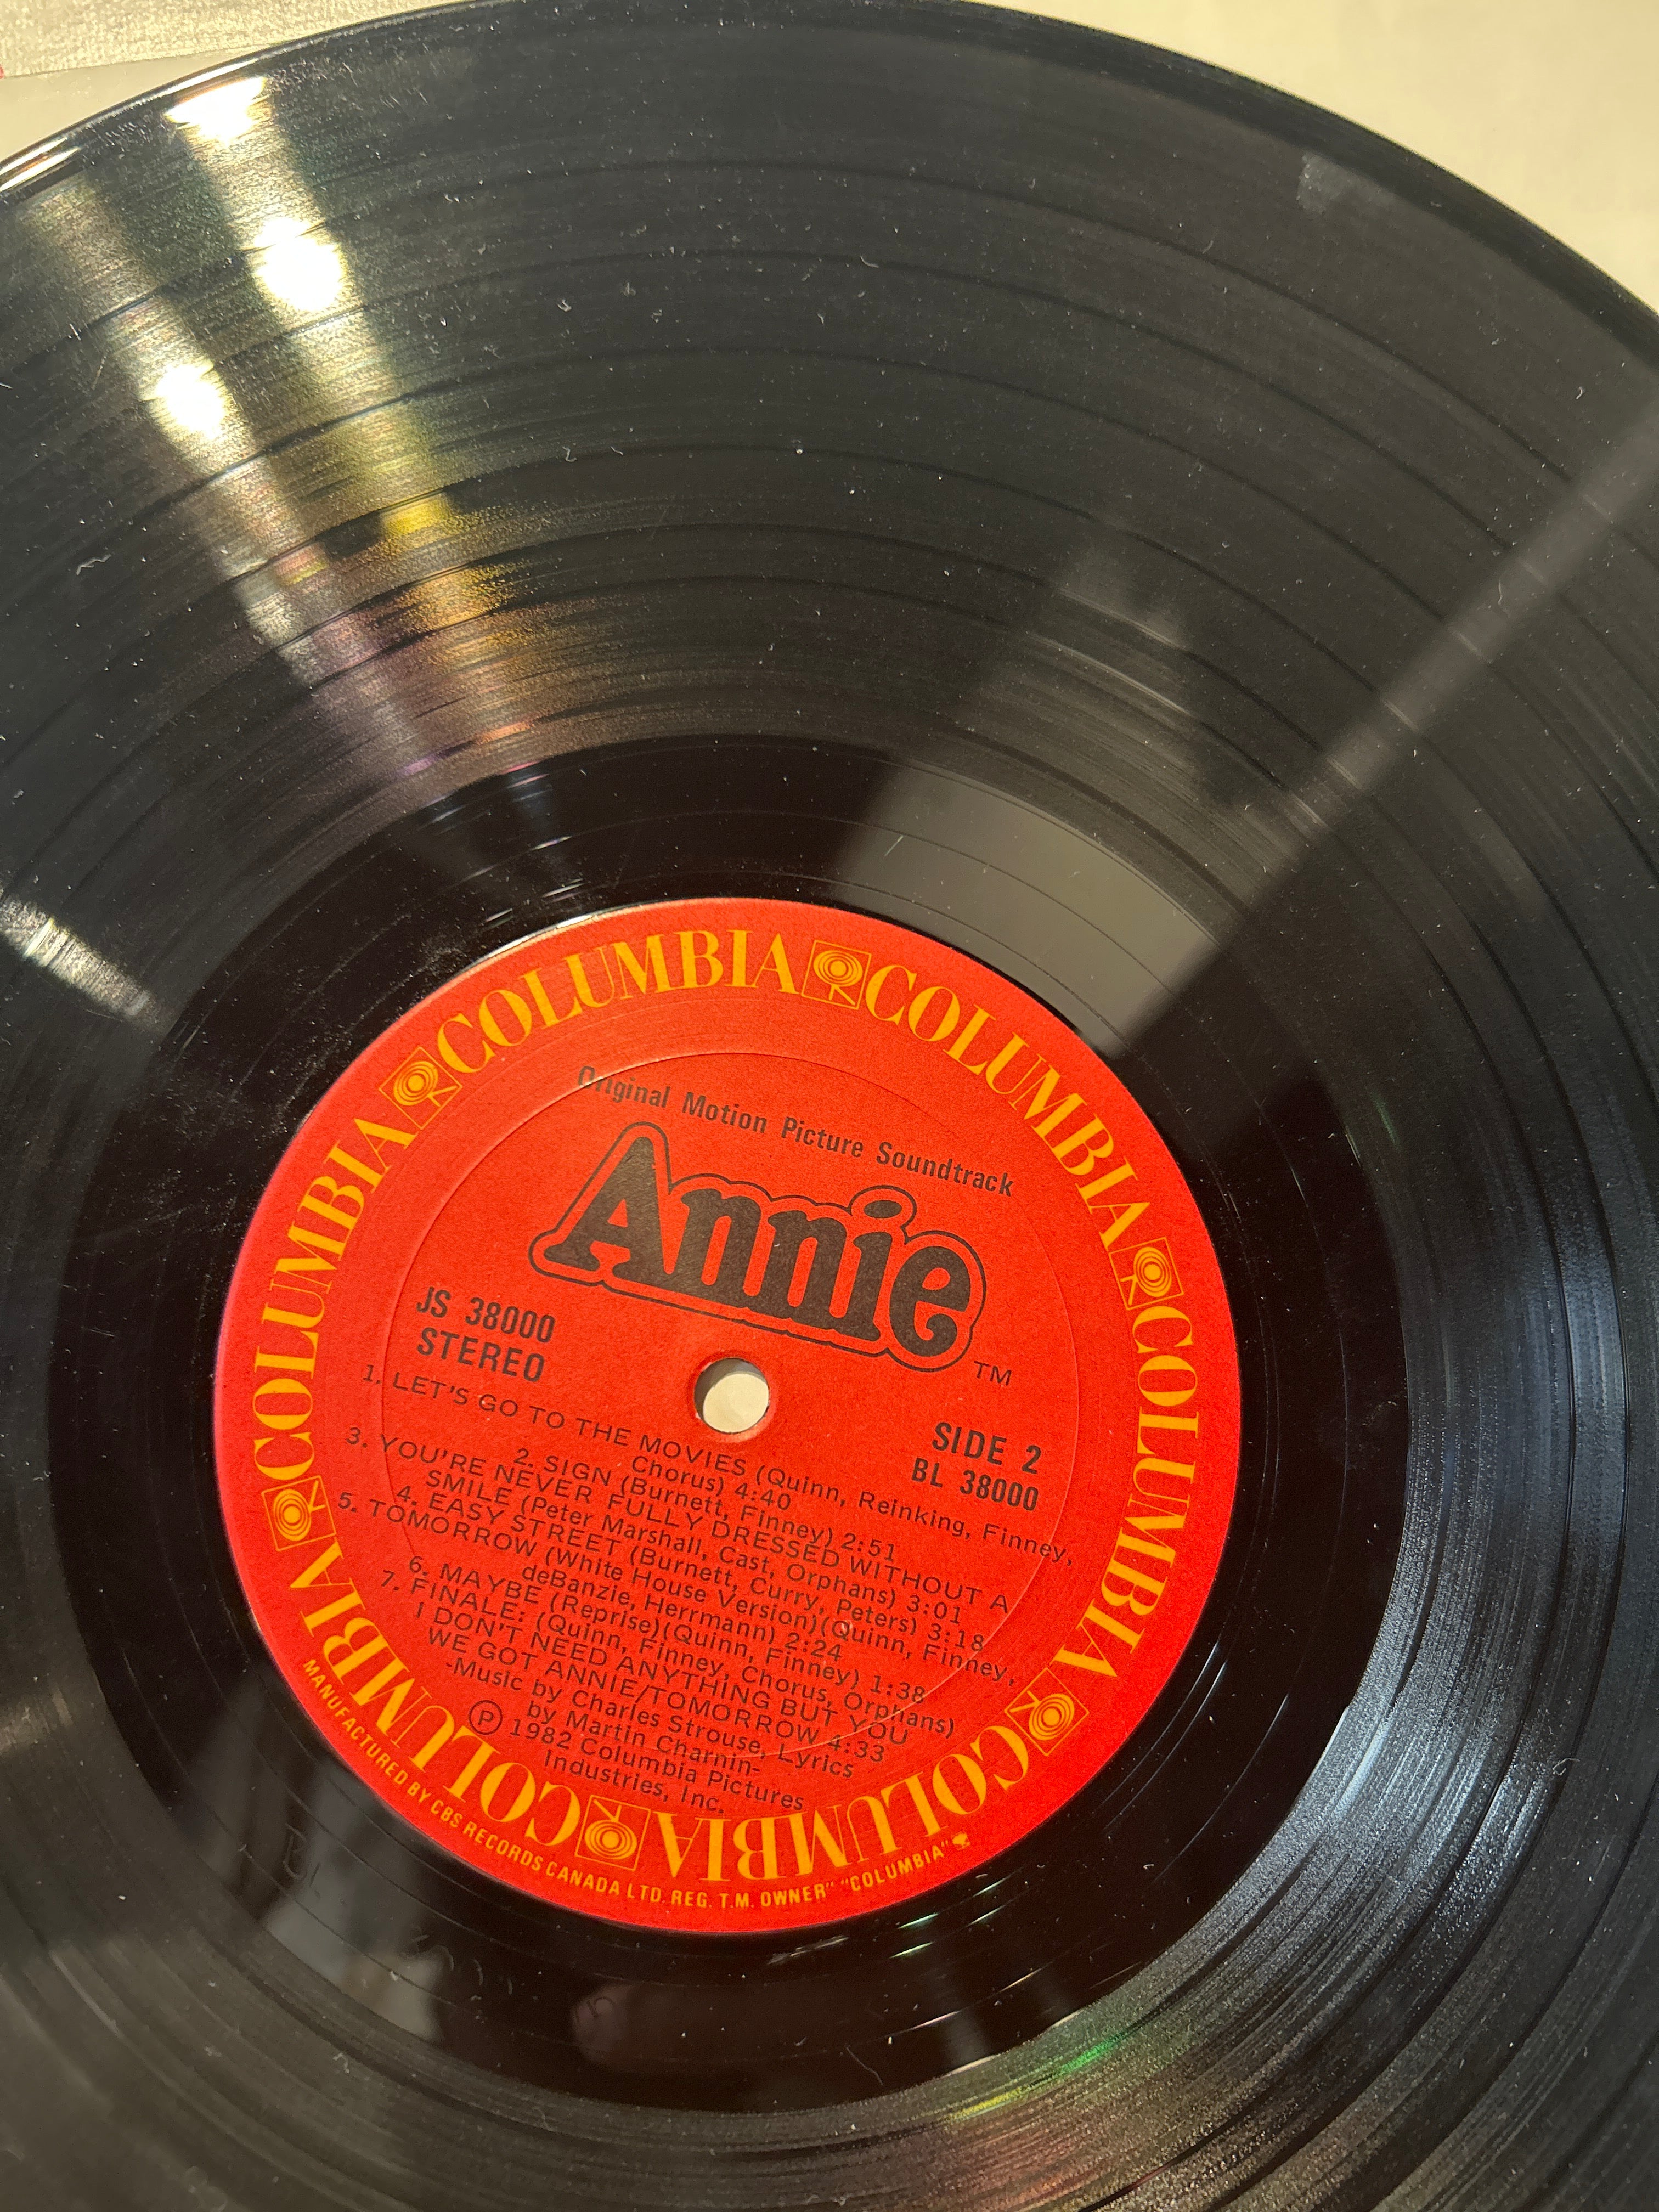 COLUMBIA COLUMBIA COLUMBIA COLUMBIA COLUMBIA COLUMBIA
Original Motion Picture Soundtrack
Annie
TM
JS 38000
STEREO
SIDE 2
BL 38000
1. LET'S GO TO THE MOVIES (Quinn, Reinking, Finney,
Chorus) 4:40
2. SIGN (Burnett, Finney) 2:51
3. YOU'RE NEVER FULLY DRESSED WITHOUT A
SMILE (Peter Marshall, Cast, Orphans) 3:01
4. EASY STREET (Burnett, Curry, Peters) 3:18
5. TOMORROW (White House Version)(Quinn, Finney,
deBanzie, Herrmann) 2:24
6. MAYBE (Reprise)(Quinn, Finney) 1:38
7. FINALE: (Quinn, Finney, Chorus, Orphans)
I DON'T NEED ANYTHING BUT YOU
WE GOT ANNIE/TOMORROW 4:33
-Music by Charles Strouse, Lyrics
by Martin Charnin-
Ⓟ 1982 Columbia Pictures
Industries, Inc.
MANUFACTURED BY CBS RECORDS CANADA LTD. REG. T.M. OWNER" "COLUMBIA"